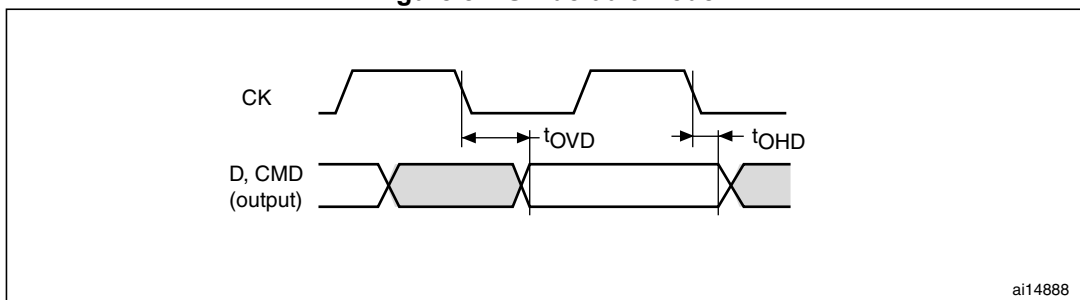 CK
tOVD
tOHD
D, CMD
(output)
ai14888